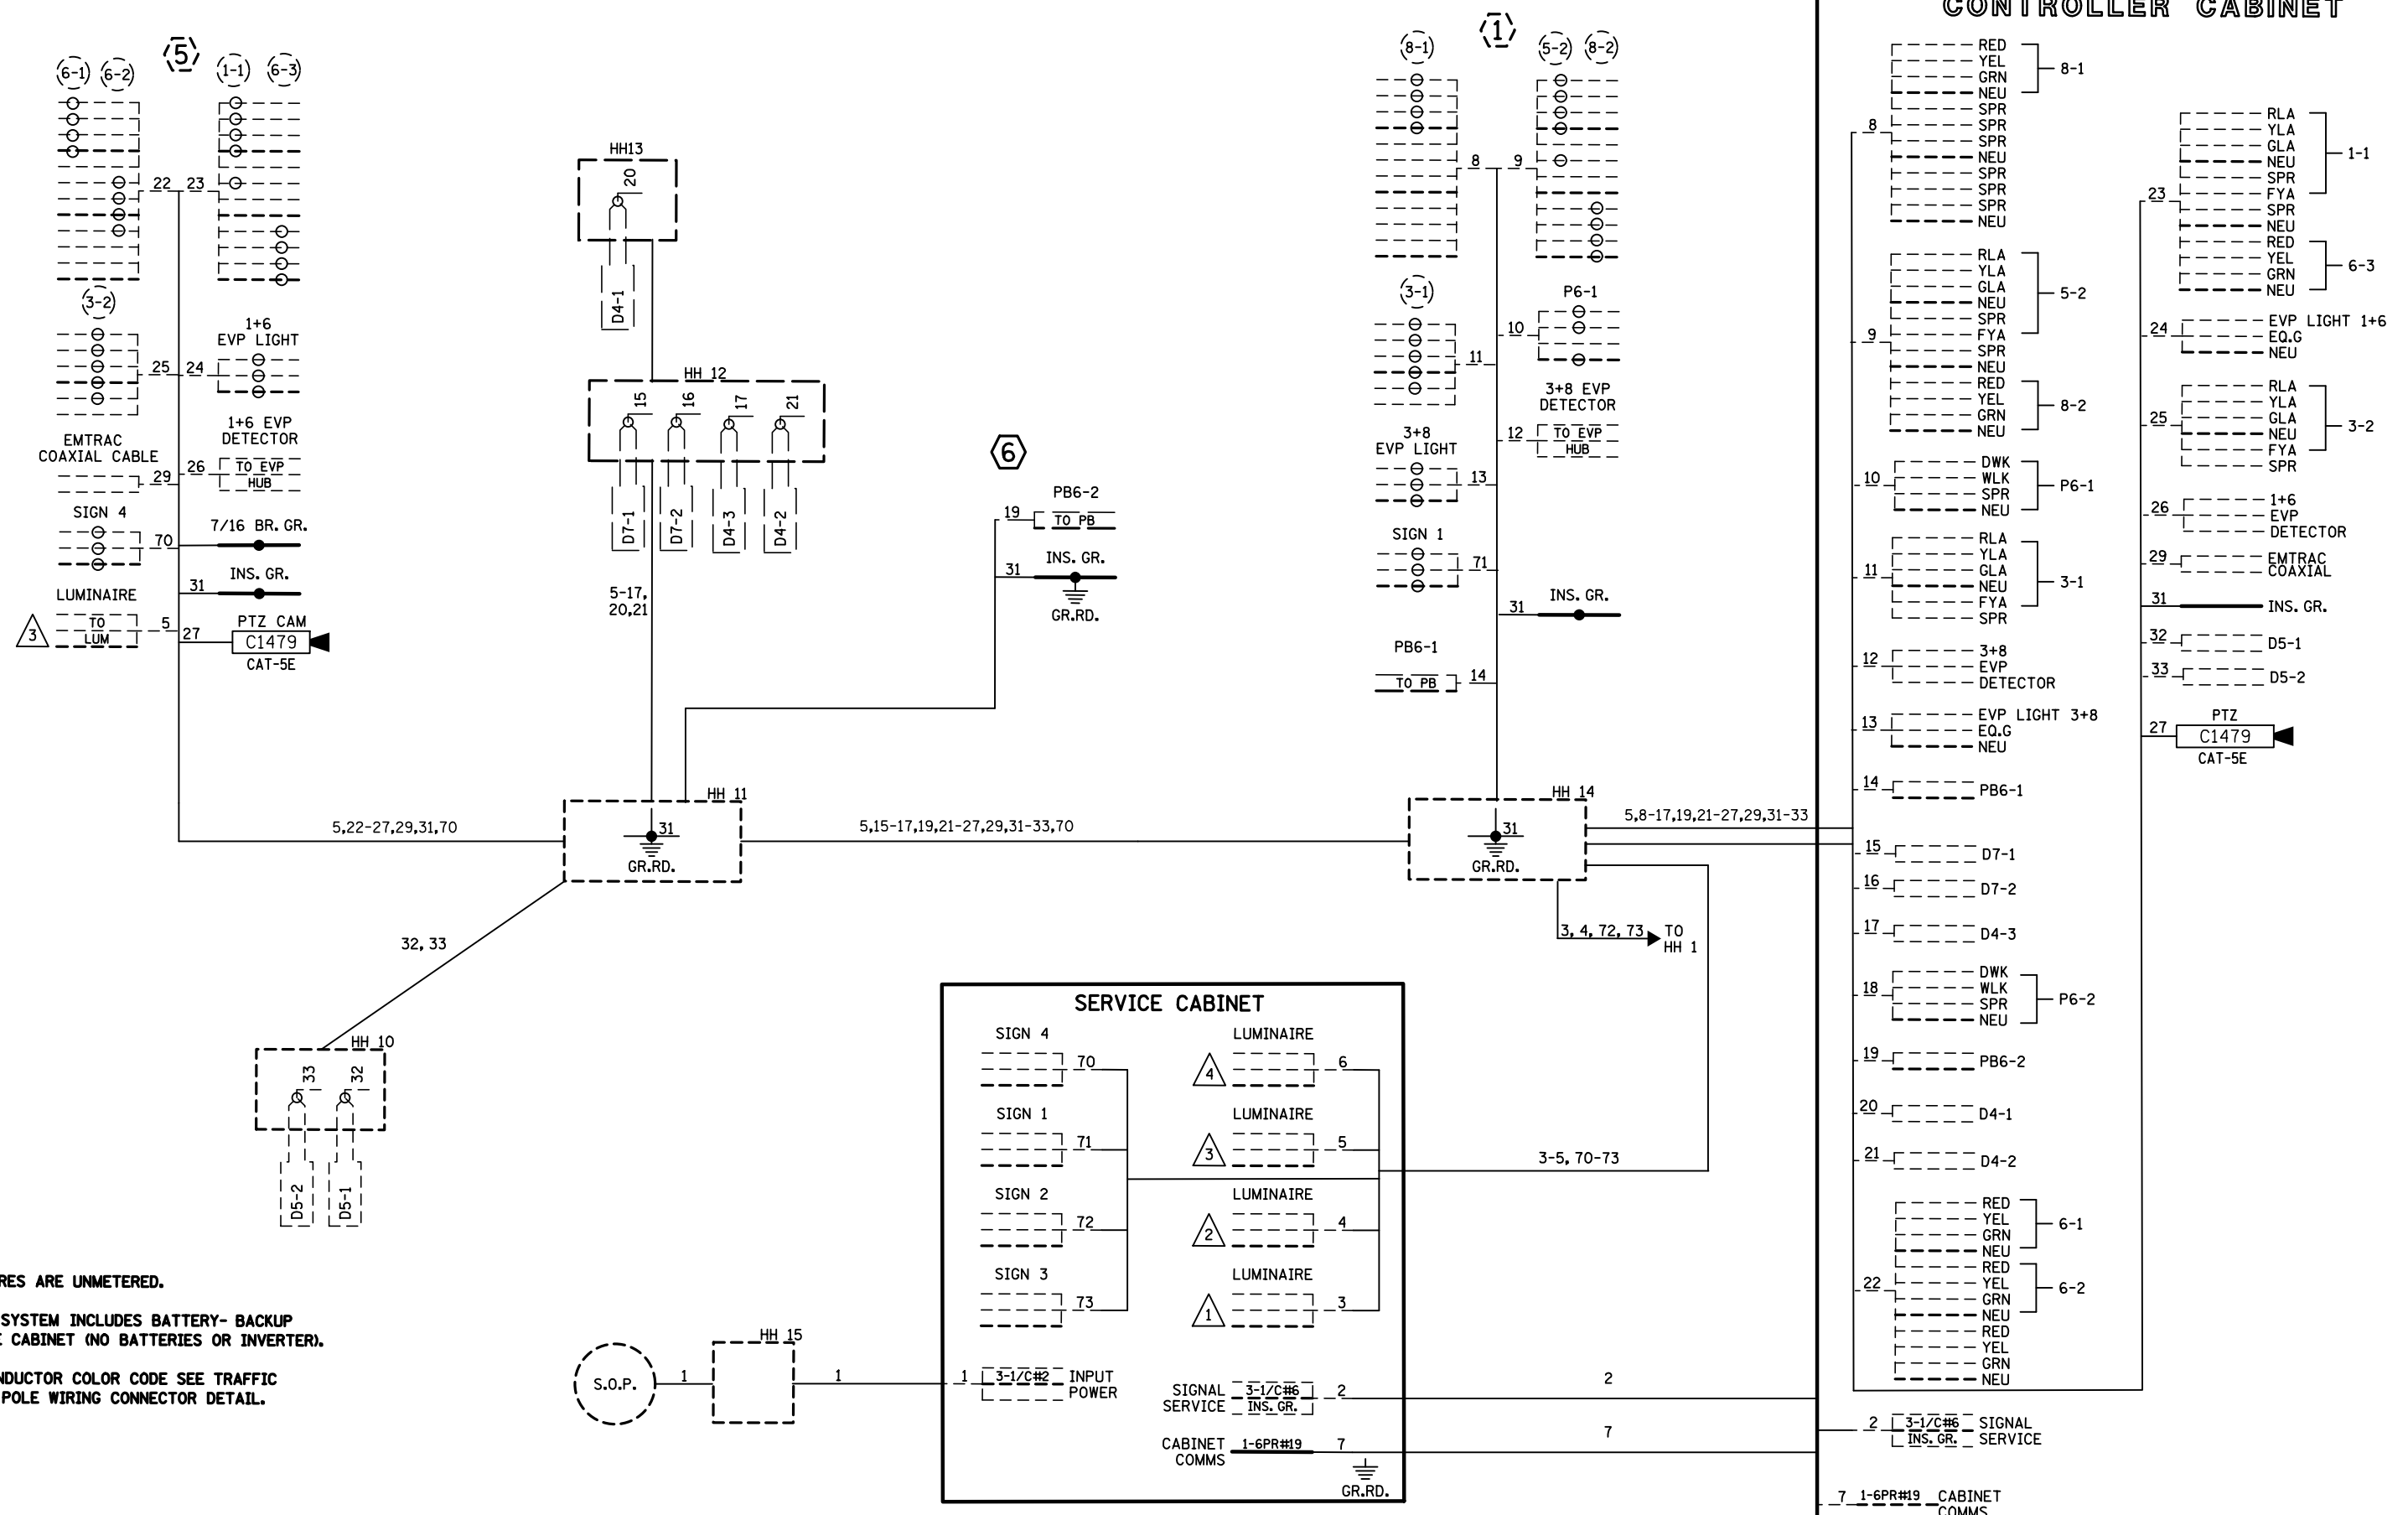 CONTROLLER CABINET
5
6-1
6-2
1-1
6-3
22
23
3-2
25
24
1+6
EVP LIGHT
EMTRAC
COAXIAL CABLE
29
26
1+6 EVP
DETECTOR
TO EVP
HUB
SIGN 4
70
7/16 BR. GR.
31
INS. GR.
LUMINAIRE
3
TO
LUM
5
27
PTZ CAM
C1479
CAT-5E
HH13
20
D4-1
HH 12
15
16
17
21
D7-1
D7-2
D4-3
D4-2
5-17,
20,21
6
19
PB6-2
TO PB
31
INS. GR.
GR.RD.
1
8-1
5-2
8-2
8
9
3-1
11
P6-1
10
3+8 EVP
DETECTOR
12
TO EVP
HUB
3+8
EVP LIGHT
13
SIGN 1
71
31
INS. GR.
PB6-1
TO PB
14
5,22-27,29,31,70
HH 11
31
GR.RD.
5,15-17,19,21-27,29,31-33,70
HH 14
31
GR.RD.
5,8-17,19,21-27,29,31-33
3, 4, 72, 73
TO
HH 1
32, 33
HH 10
33
32
D5-2
D5-1
SERVICE CABINET
SIGN 4
70
SIGN 1
71
SIGN 2
72
SIGN 3
73
LUMINAIRE
4
6
LUMINAIRE
3
5
LUMINAIRE
2
4
LUMINAIRE
1
3
3-5, 70-73
1
3-1/C#2
INPUT
POWER
SIGNAL
SERVICE
3-1/C#6
INS. GR.
2
CABINET
COMMS
1-6PR#19
7
GR.RD.
2
7
S.O.P.
1
HH 15
1
RES ARE UNMETERED.
SYSTEM INCLUDES BATTERY- BACKUP
E CABINET (NO BATTERIES OR INVERTER).
NDUCTOR COLOR CODE SEE TRAFFIC
POLE WIRING CONNECTOR DETAIL.
8
RED
YEL
GRN
NEU
8-1
SPR
SPR
SPR
NEU
SPR
SPR
SPR
NEU
9
RLA
YLA
GLA
NEU
SPR
FYA
5-2
SPR
NEU
RED
YEL
GRN
NEU
8-2
10
DWK
WLK
SPR
NEU
P6-1
11
RLA
YLA
GLA
NEU
FYA
3-1
SPR
12
3+8
EVP
DETECTOR
13
EVP LIGHT 3+8
EQ.G
NEU
14
PB6-1
15
D7-1
16
D7-2
17
D4-3
18
DWK
WLK
SPR
NEU
P6-2
19
PB6-2
20
D4-1
21
D4-2
22
RED
YEL
GRN
NEU
6-1
RED
YEL
GRN
NEU
6-2
RED
YEL
GRN
NEU
2
3-1/C#6
INS. GR.
SIGNAL
SERVICE
7
1-6PR#19
CABINET
COMMS
23
RLA
YLA
GLA
NEU
SPR
FYA
1-1
SPR
NEU
RED
YEL
GRN
NEU
6-3
24
EVP LIGHT 1+6
EQ.G
NEU
25
RLA
YLA
GLA
NEU
FYA
3-2
SPR
26
1+6
EVP
DETECTOR
29
EMTRAC
COAXIAL
31
INS. GR.
32
D5-1
33
D5-2
27
PTZ
C1479
CAT-5E